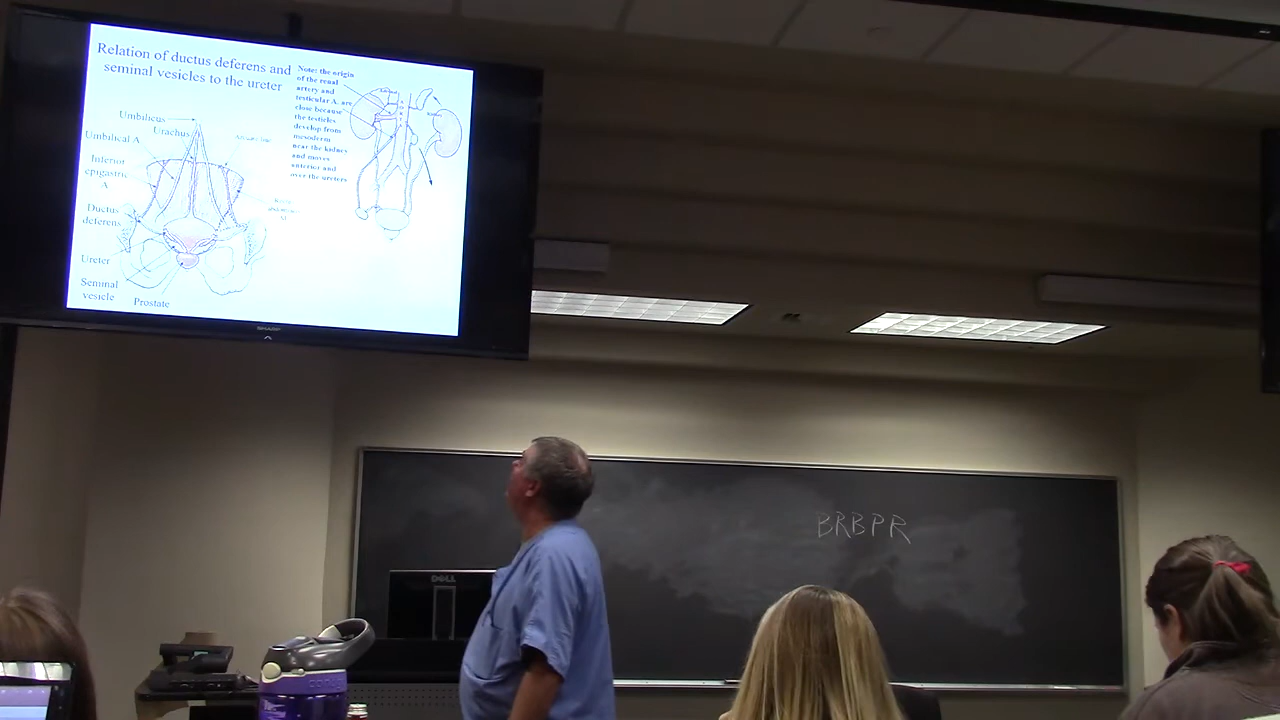 Relation of ductus deferens and
seminal vesicles to the ureter
Note: the origin
of the renal
artery and
testicular A. are
close because
the testicles
develop from
mesoderm
near the kidney
and moves
anterior and
over the ureters
Umbilicus
Urachus
Umbilical A
Inferior
epigastric
A
Ductus
deferens
Ureter
Seminal
vesicle
Prostate
Kidney
SHARP
BRBPR
DELL